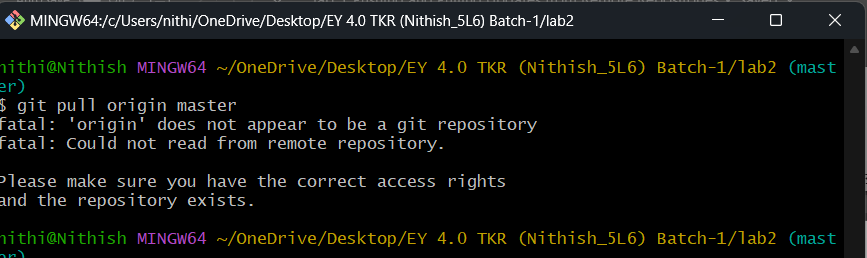 MINGW64:/c/Users/nithi/OneDrive/Desktop/EY 4.0 TKR (Nithish_5L6) Batch-1/lab2
nithi@Nithish MINGW64 ~/OneDrive/Desktop/EY 4.0 TKR (Nithish_5L6) Batch-1/lab2 (mast
er)
$ git pull origin master
fatal: 'origin' does not appear to be a git repository
fatal: Could not read from remote repository.
Please make sure you have the correct access rights
and the repository exists.
nithi@Nithish MINGW64 ~/OneDrive/Desktop/EY 4.0 TKR (Nithish_5L6) Batch-1/lab2 (mast
er)